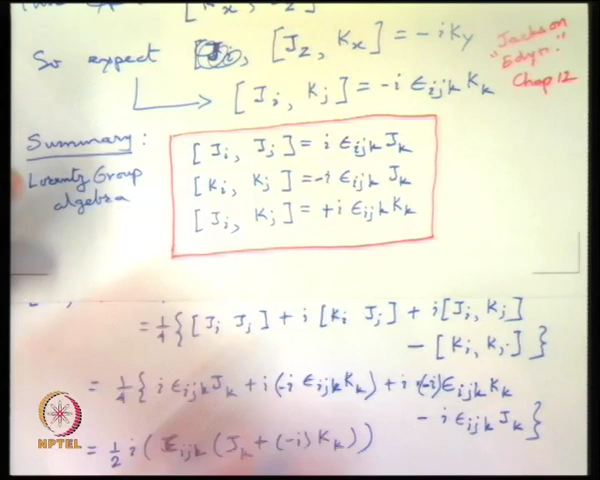 So expect [J_z, K_x] = -i K_y
[J_i, K_j] = -i ε_ijk K_k
Jackson
"Edyn."
Chap 12
Summary:
Lorentz Group
algebra
[J_i, J_j] = i ε_ijk J_k
[K_i, K_j] = -i ε_ijk J_k
[J_i, K_j] = +i ε_ijk K_k
= 1/4 { [J_i J_j] + i [K_i J_j] + i [J_i, K_j]
- [K_i, K_j] }
= 1/4 { i ε_ijk J_k + i (-i ε_ijk K_k) + i (-i) ε_ijk K_k
- i ε_ijk J_k }
= 1/2 i ( ε_ijk (J_k + (-i) K_k))
NPTEL